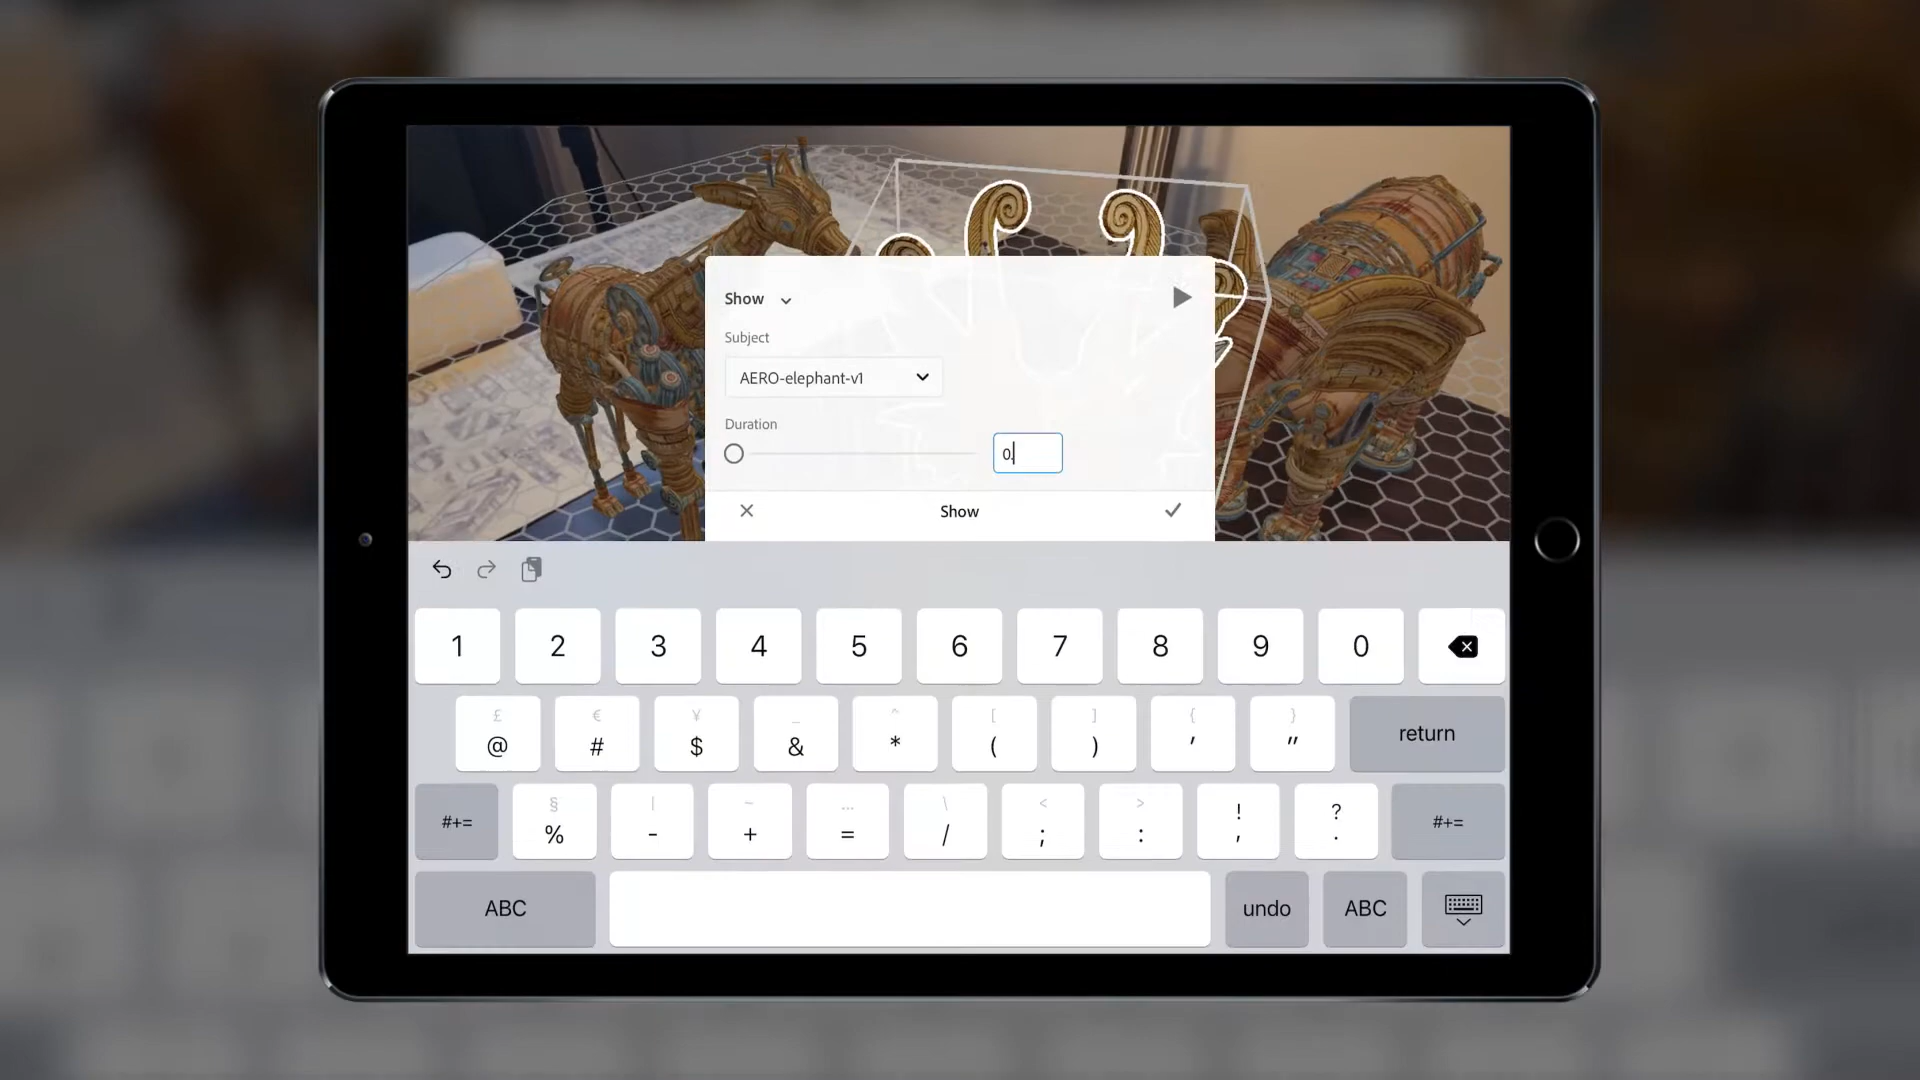 Show
Subject
AERO-elephant-v1
Duration
0.
Show
1 2 3 4 5 6 7 8 9 0
£ € ¥ _ ^ [ ] { }
@ # $ & * ( ) ' " return
§ | ~ … \ < > ! ?
#+= % - + = / ; : , . #+=
ABC undo ABC